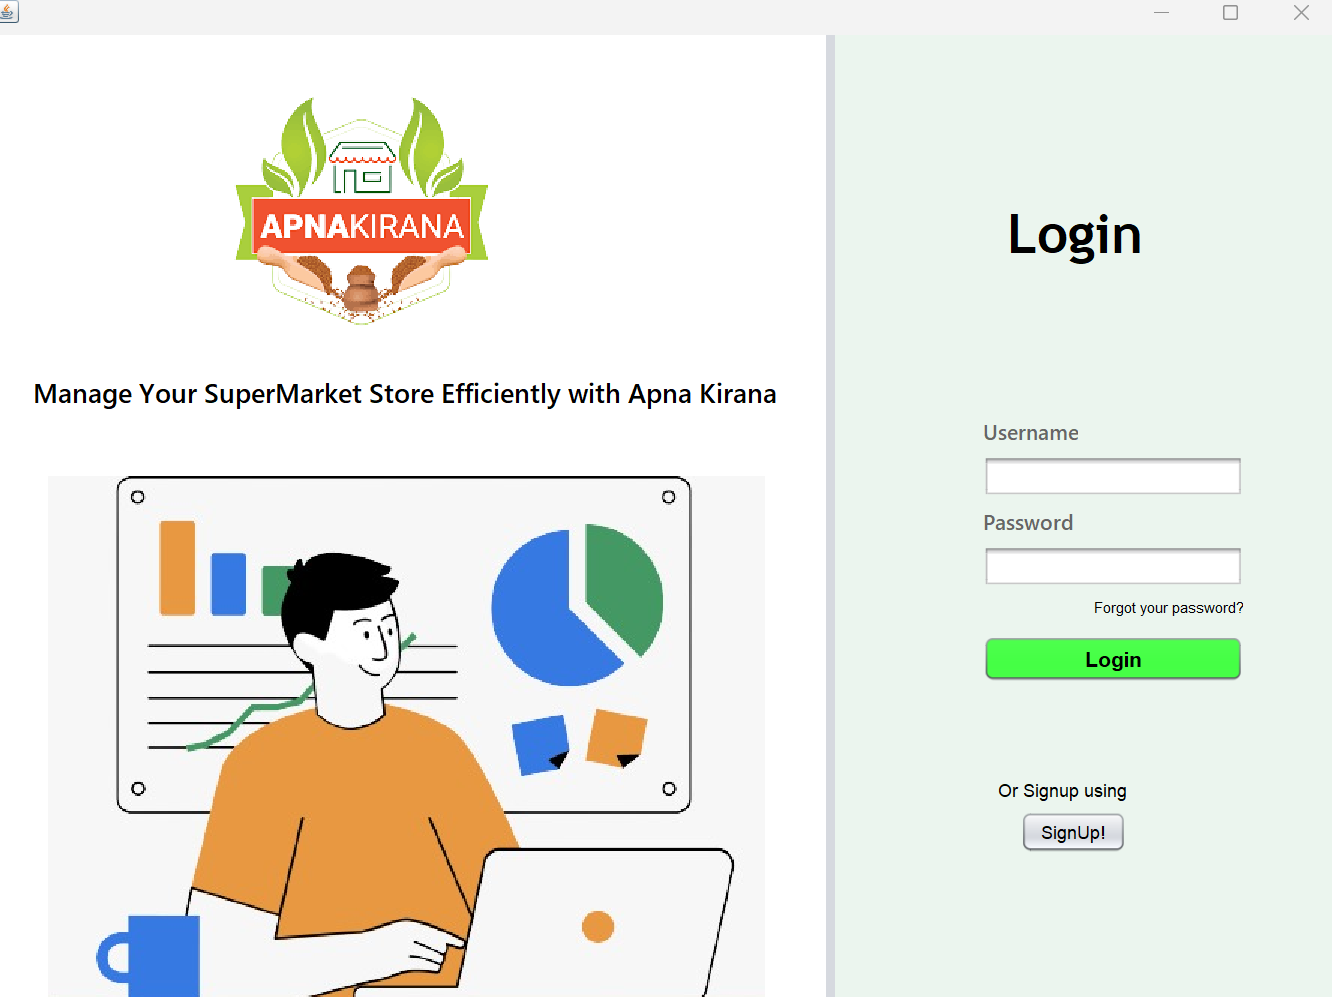 APNAKIRANA
Manage Your SuperMarket Store Efficiently with Apna Kirana
Login
Username
Password
Forgot your password?
Login
Or Signup using
SignUp!